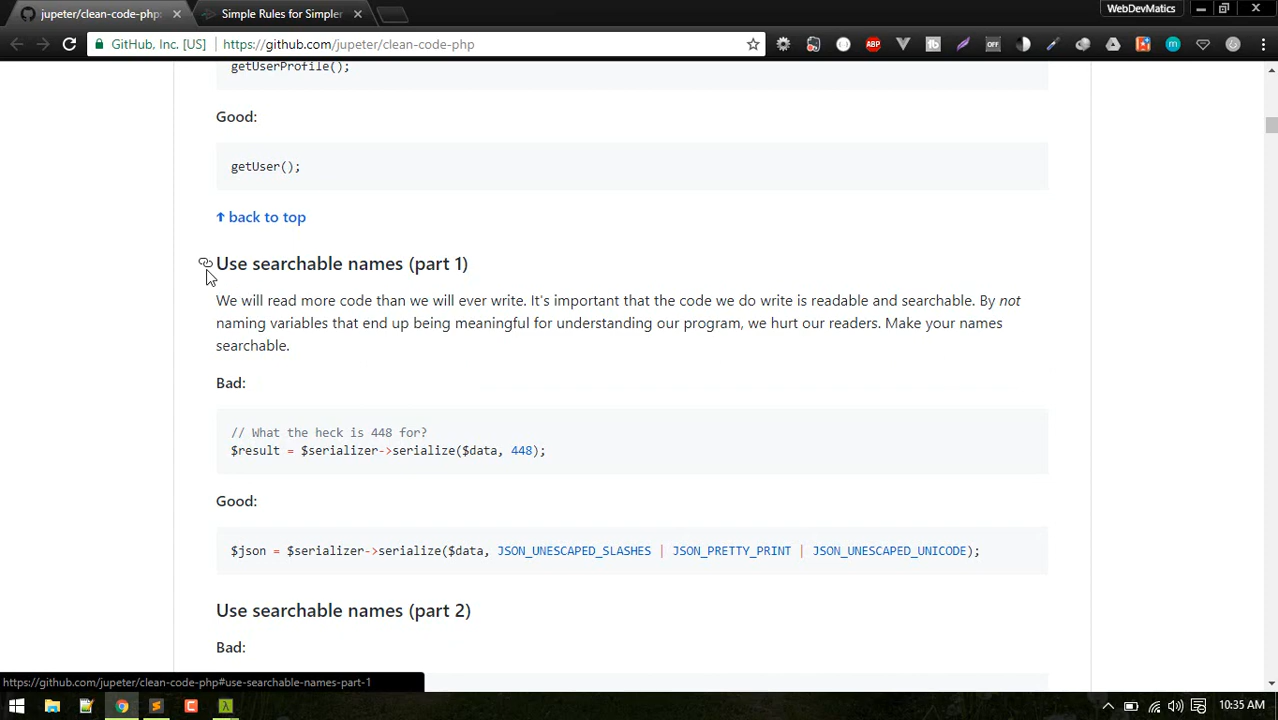 jupeter/clean-code-php:
Simple Rules for Simpler
WebDevMatics
GitHub, Inc. [US]
https://github.com/jupeter/clean-code-php
ABP
fb
OFF
m
getUserProfile();
Good:
getUser();
↑ back to top
Use searchable names (part 1)
We will read more code than we will ever write. It's important that the code we do write is readable and searchable. By not
naming variables that end up being meaningful for understanding our program, we hurt our readers. Make your names
searchable.
Bad:
// What the heck is 448 for?
$result = $serializer->serialize($data, 448);
Good:
$json = $serializer->serialize($data, JSON_UNESCAPED_SLASHES | JSON_PRETTY_PRINT | JSON_UNESCAPED_UNICODE);
Use searchable names (part 2)
Bad:
https://github.com/jupeter/clean-code-php#use-searchable-names-part-1
10:35 AM